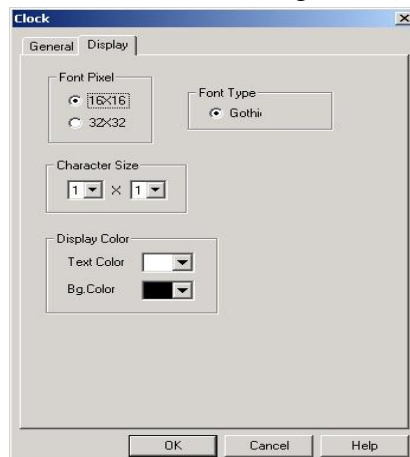 Clock
General Display
Font Pixel
16X16
32X32
Font Type
Gothi
Character Size
1 X 1
Display Color
Text Color
Bg.Color
OK Cancel Help